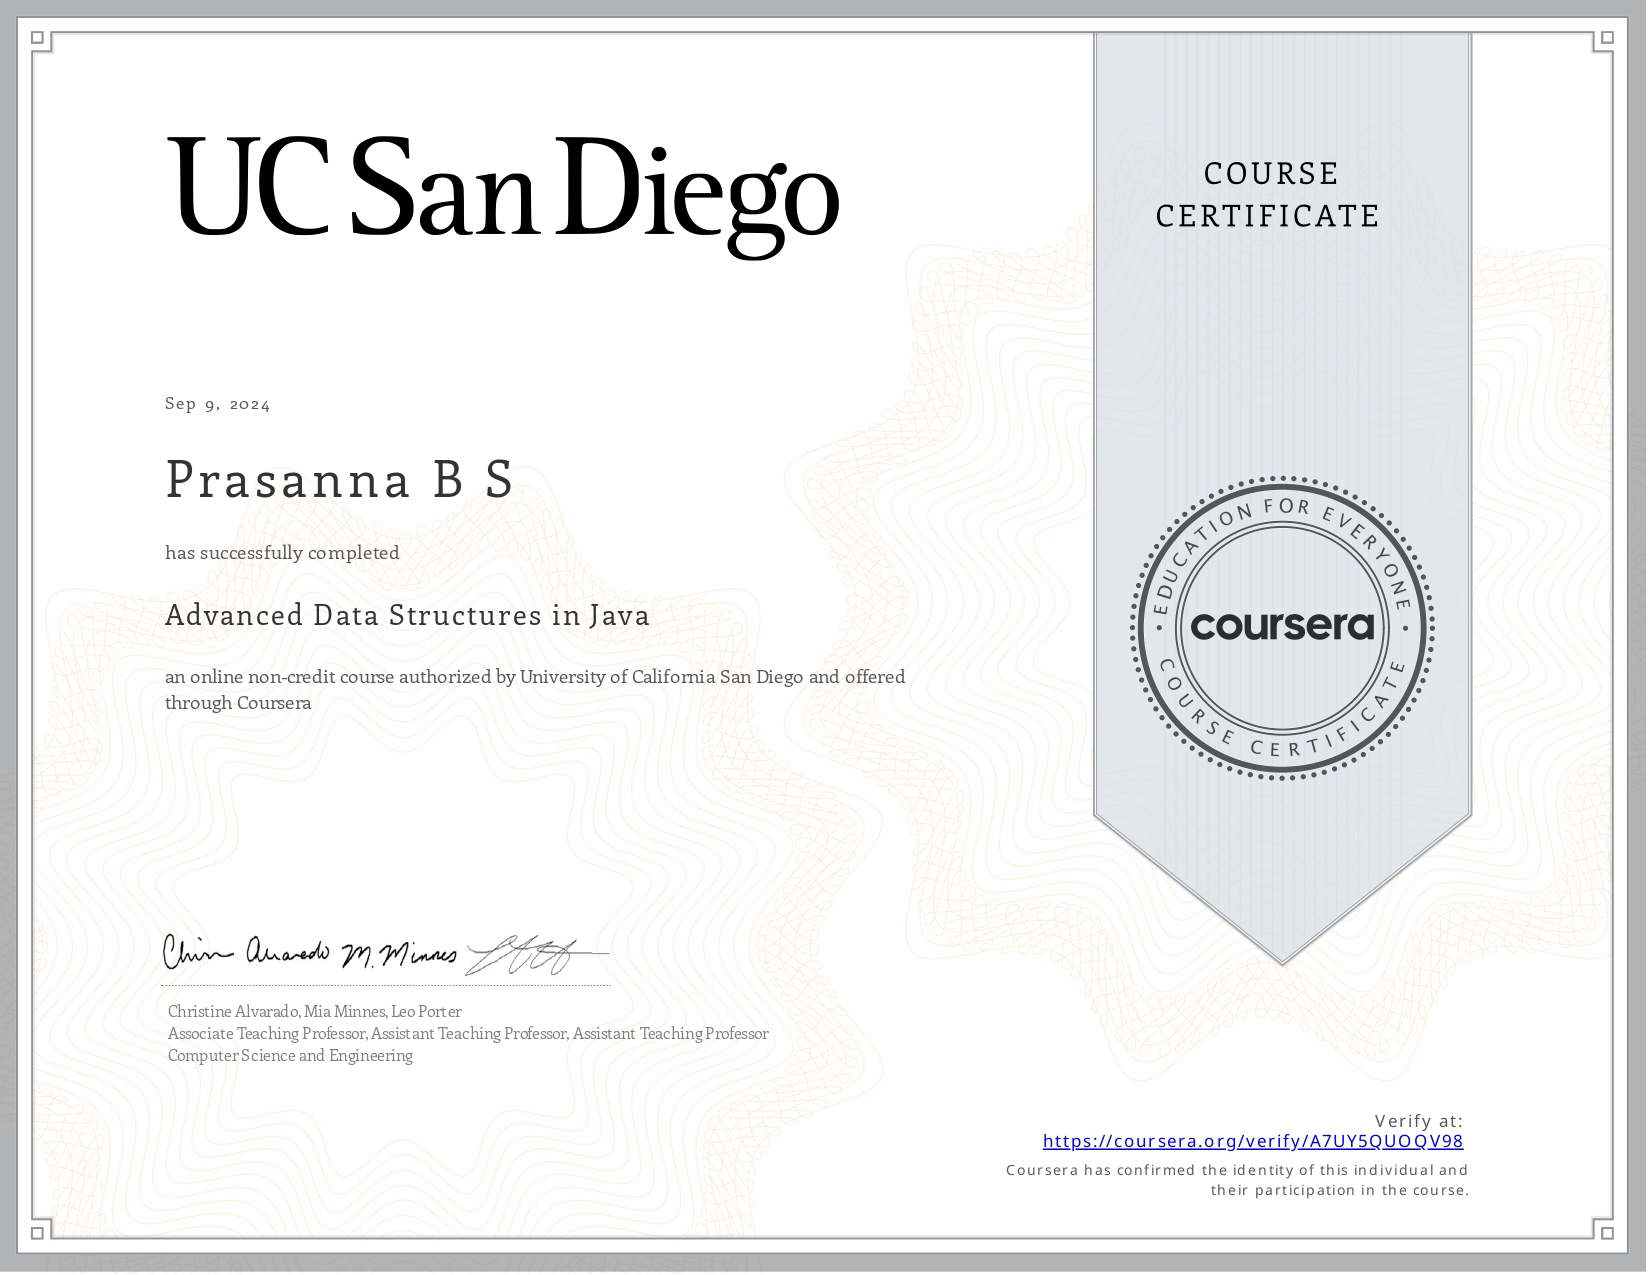 UC San Diego
COURSE
CERTIFICATE
Sep 9, 2024
Prasanna B S
has successfully completed
Advanced Data Structures in Java
an online non-credit course authorized by University of California San Diego and offered
through Coursera
EDUCATION FOR EVERYONE
coursera
COURSE CERTIFICATE
Christine Alvarado, Mia Minnes, Leo Porter
Associate Teaching Professor, Assistant Teaching Professor, Assistant Teaching Professor
Computer Science and Engineering
Verify at:
https://coursera.org/verify/A7UY5QUOQV98
Coursera has confirmed the identity of this individual and
their participation in the course.